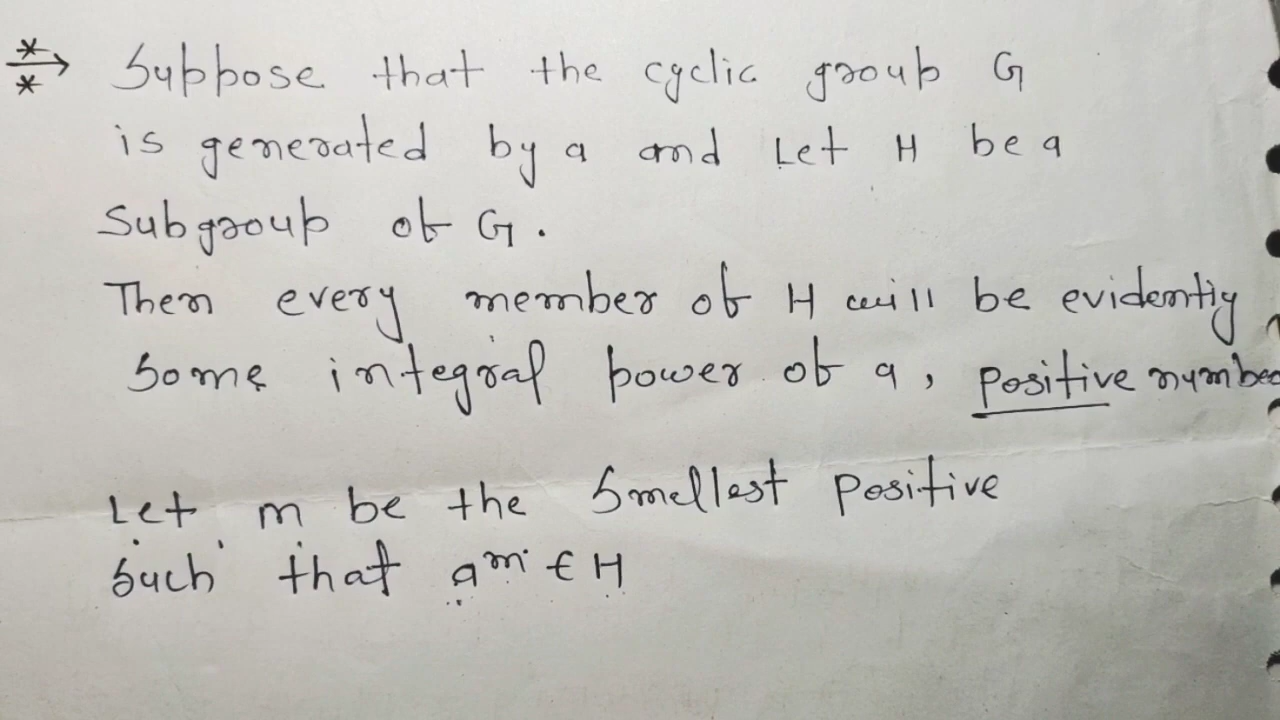 Suppose that the cyclic group G
is generated by a and Let H be a
Subgroup of G.
Then every member of H will be evidently
Some integral power of a, Positive number
Let m be the Smallest Positive
Such that a^m ∈ H